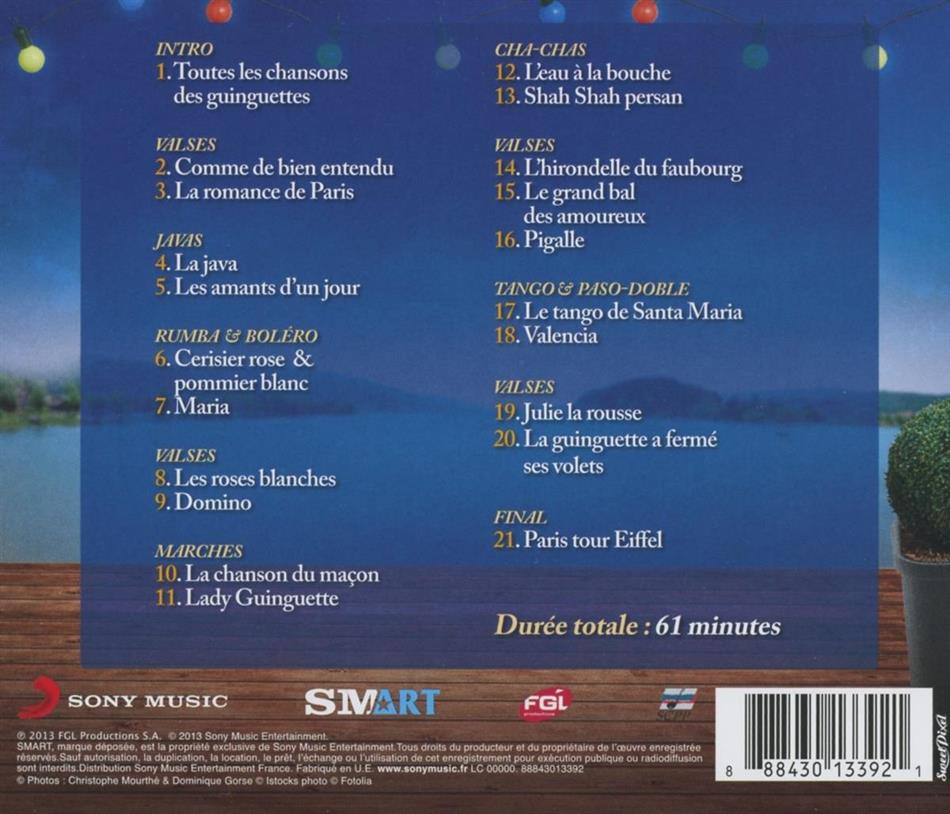 INTRO
1. Toutes les chansons
des guinguettes
VALSES
2. Comme de bien entendu
3. La romance de Paris
JAVAS
4. La java
5. Les amants d'un jour
RUMBA & BOLÉRO
6. Cerisier rose &
pommier blanc
7. Maria
VALSES
8. Les roses blanches
9. Domino
MARCHES
10. La chanson du maçon
11. Lady Guinguette
CHA-CHAS
12. L'eau à la bouche
13. Shah Shah persan
VALSES
14. L'hirondelle du faubourg
15. Le grand bal
des amoureux
16. Pigalle
TANGO & PASO-DOBLE
17. Le tango de Santa Maria
18. Valencia
VALSES
19. Julie la rousse
20. La guinguette a fermé
ses volets
FINAL
21. Paris tour Eiffel
Durée totale : 61 minutes
SONY MUSIC
SMART
FGL
productions
scpp
℗ 2013 FGL Productions S.A. © 2013 Sony Music Entertainment.
SMART, marque déposée, est la propriété exclusive de Sony Music Entertainment.Tous droits du producteur et du propriétaire de l'œuvre enregistrée
réservés.Sauf autorisation, la duplication, la location, le prêt, l'échange ou l'utilisation de cet enregistrement pour exécution publique ou radiodiffusion
sont interdits.Distribution Sony Music Entertainment France. Fabriqué en U.E. www.sonymusic.fr LC 00000. 88843013392
© Photos : Christophe Mourthé & Dominique Gorse © Istocks photo © Fotolia
8 88430 13392 1